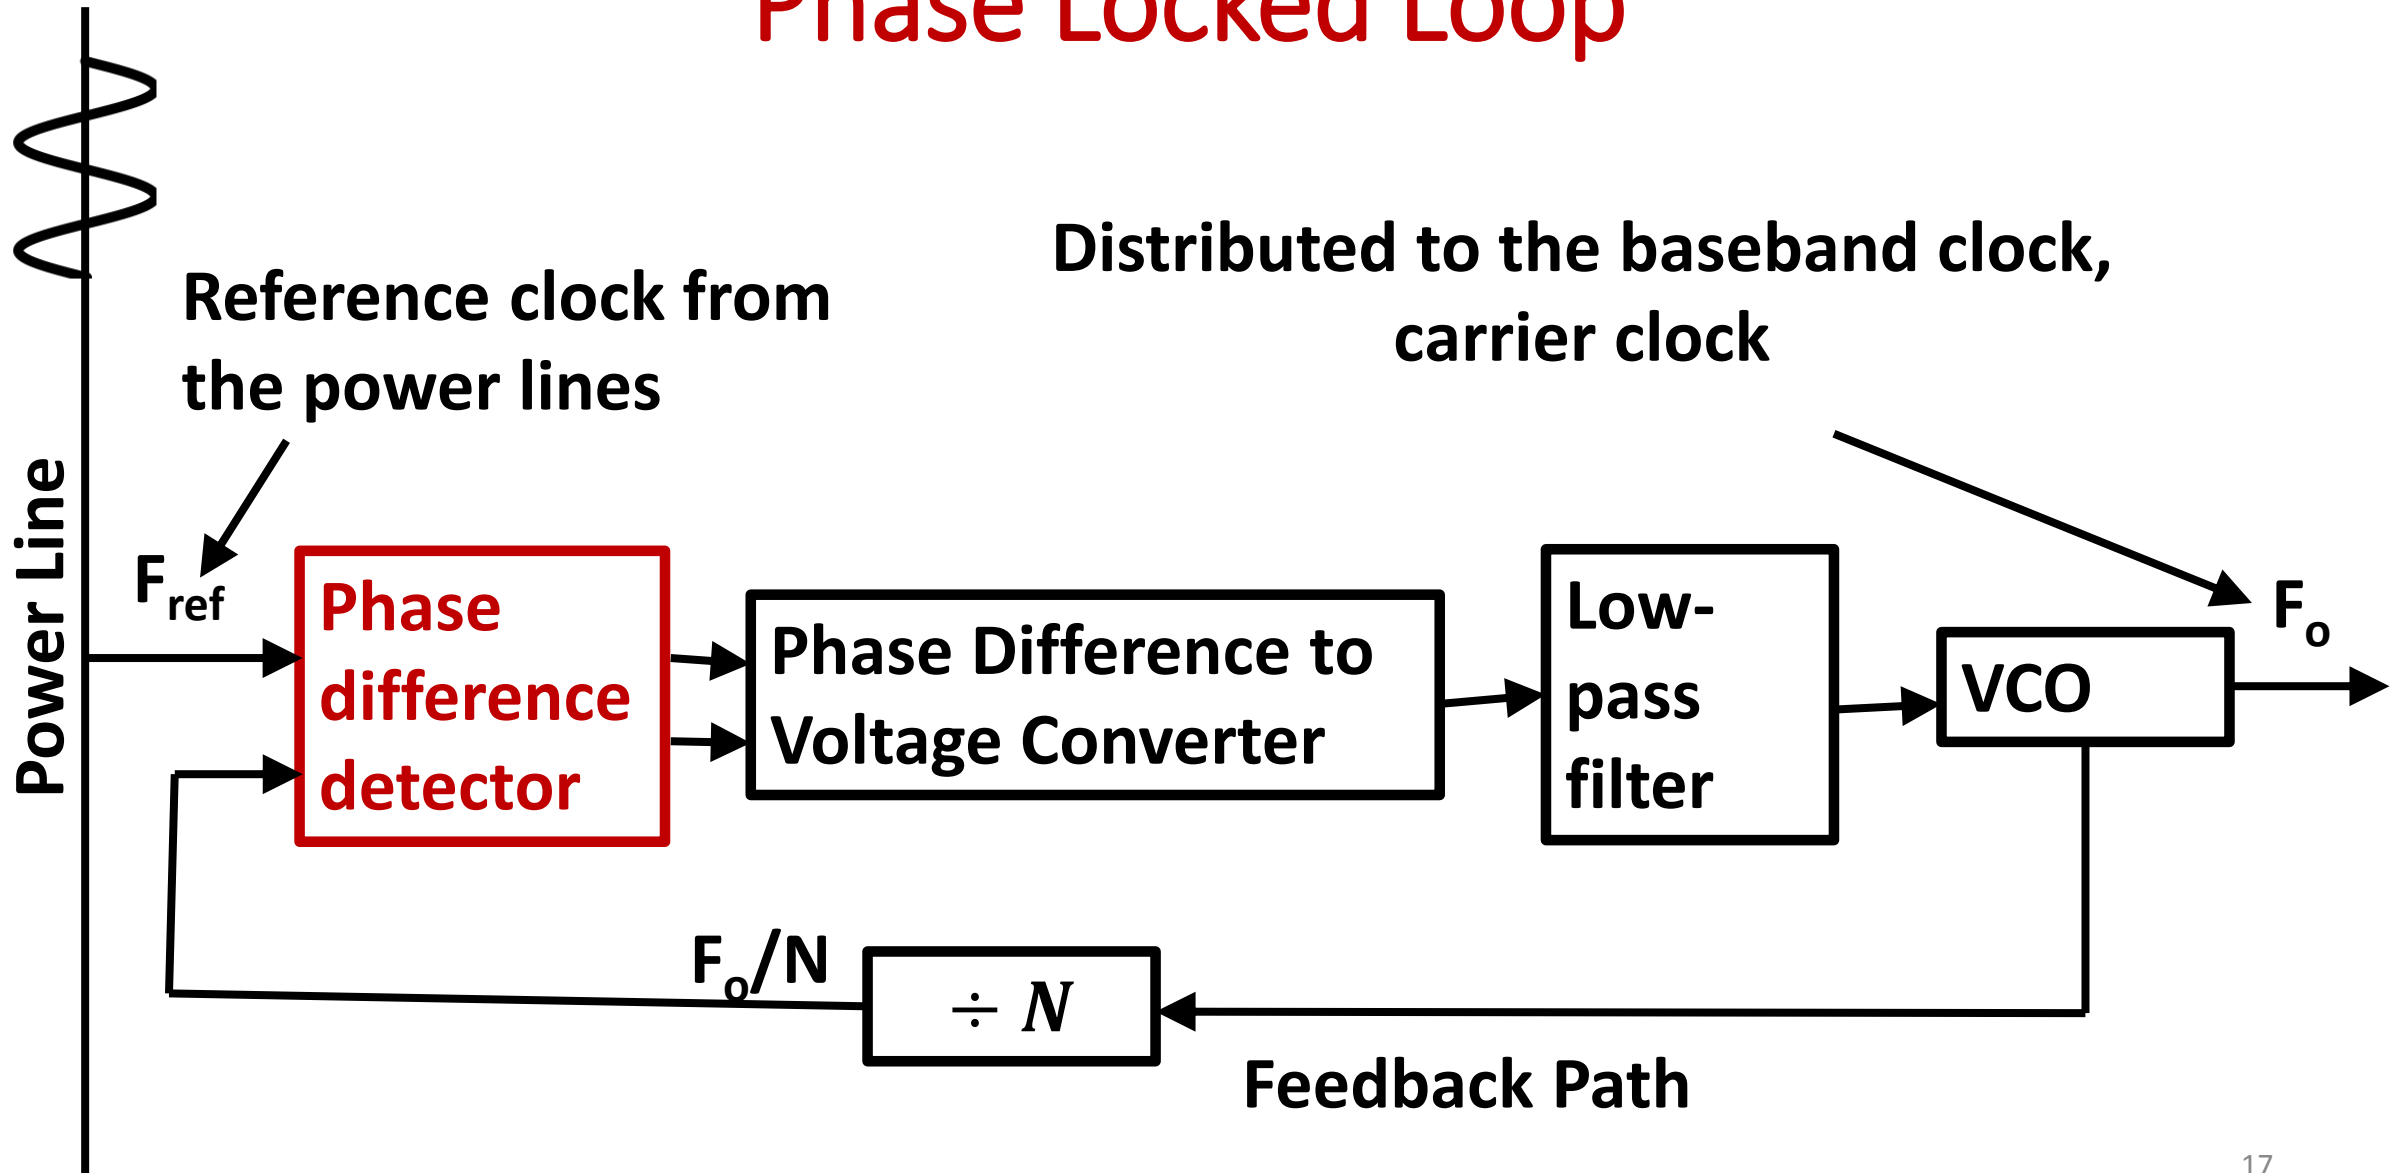 Phase Locked Loop
Distributed to the baseband clock,
carrier clock
Reference clock from
the power lines
Power Line
Fref
Phase
difference
detector
Phase Difference to
Voltage Converter
Low-
pass
filter
VCO
Fo
Fo/N
÷ N
Feedback Path
17